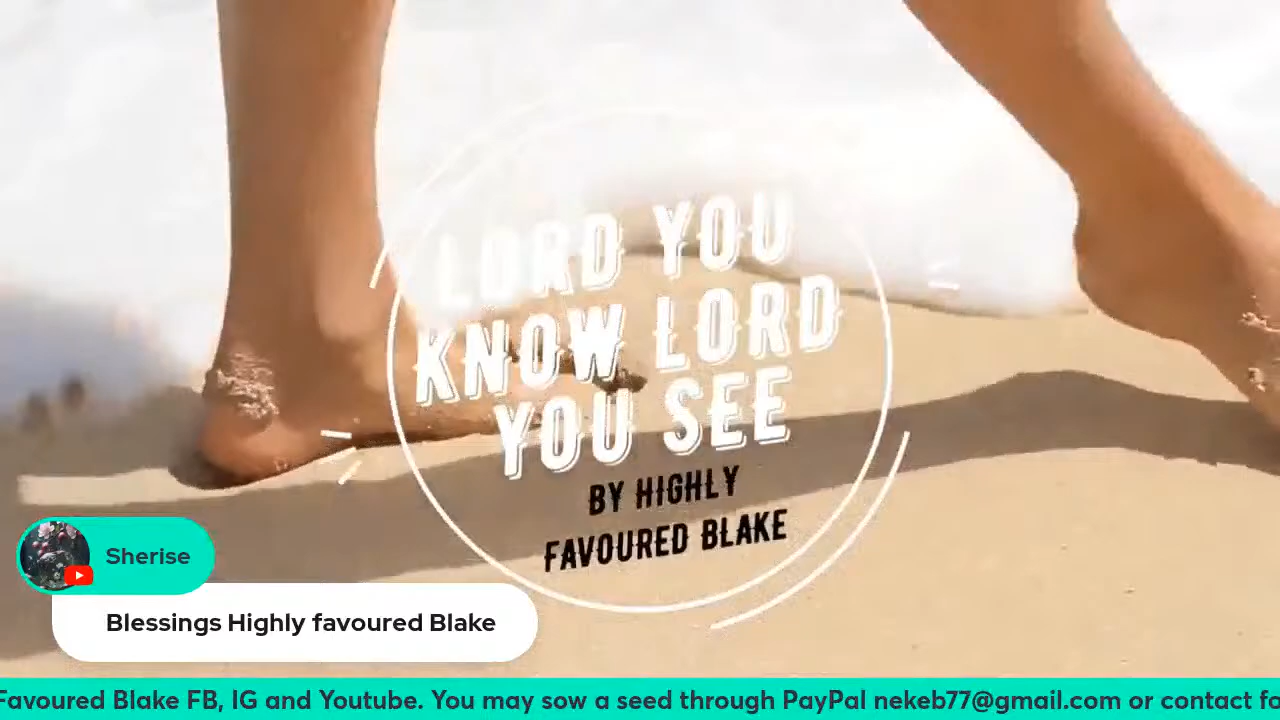 LORD YOU
KNOW LORD
YOU SEE
BY HIGHLY
FAVOURED BLAKE
Sherise
Blessings Highly favoured Blake
Favoured Blake FB, IG and Youtube. You may sow a seed through PayPal nekeb77@gmail.com or contact fo